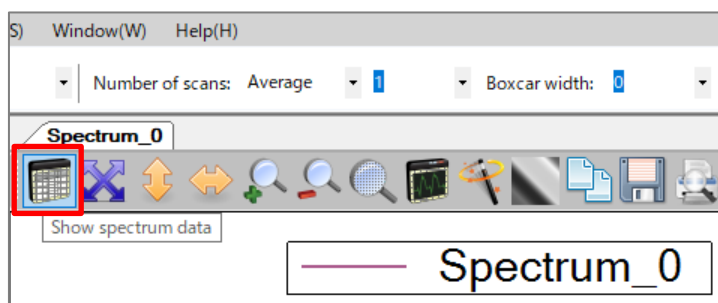 S) Window(W) Help(H)
Number of scans: Average 1 Boxcar width: 0
Spectrum_0
Show spectrum data
Spectrum_0